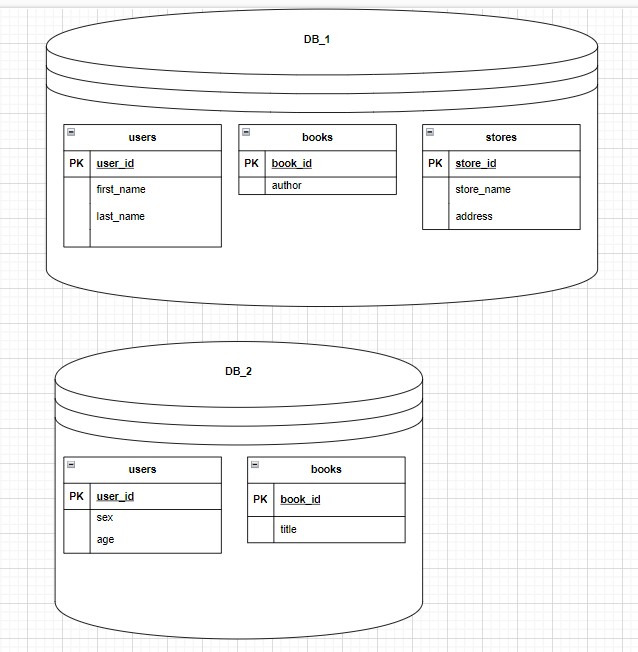 DB_1
users
PK user_id
first_name
last_name
books
PK book_id
author
stores
PK store_id
store_name
address
DB_2
users
PK user_id
sex
age
books
PK book_id
title